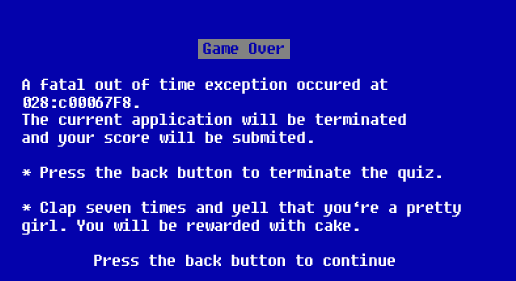 Game Over
A fatal out of time exception occured at
028:c00067F8.
The current application will be terminated
and your score will be submited.
* Press the back button to terminate the quiz.
* Clap seven times and yell that you‘re a pretty
girl. You will be rewarded with cake.
Press the back button to continue